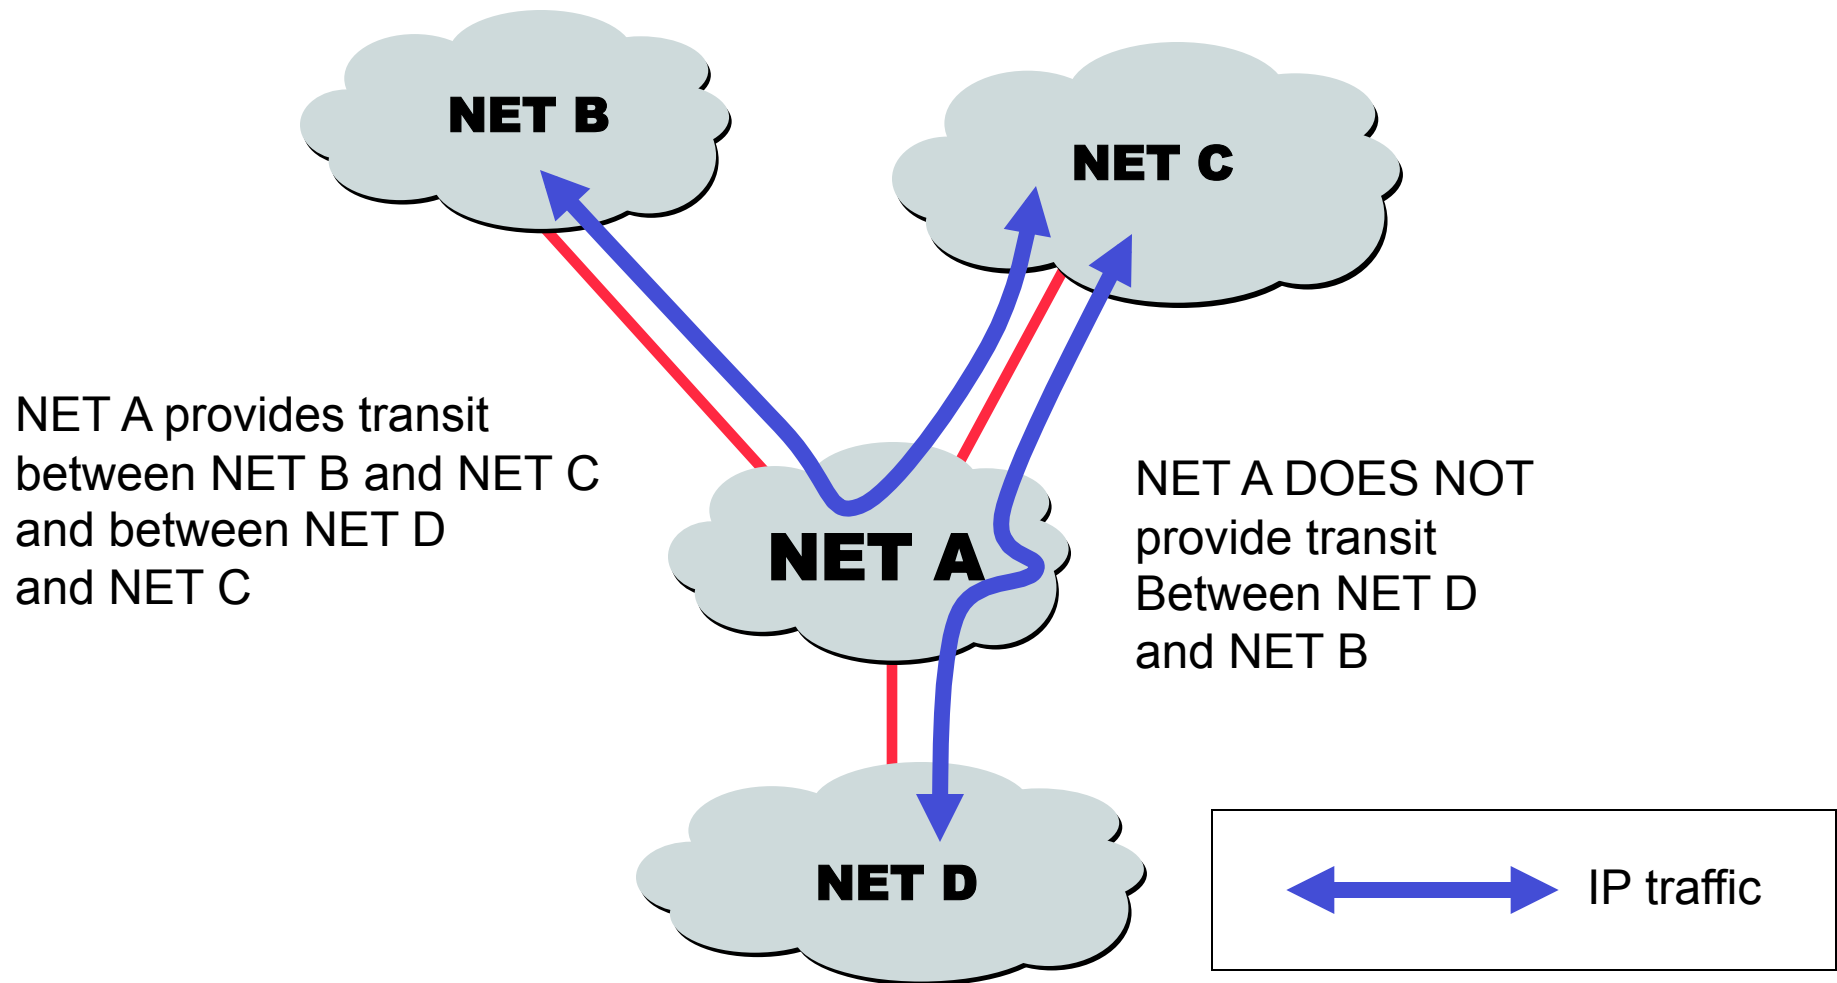 NET B
NET C
NET A provides transit
between NET B and NET C
and between NET D
and NET C
NET A
NET A DOES NOT
provide transit
Between NET D
and NET B
NET D
IP traffic